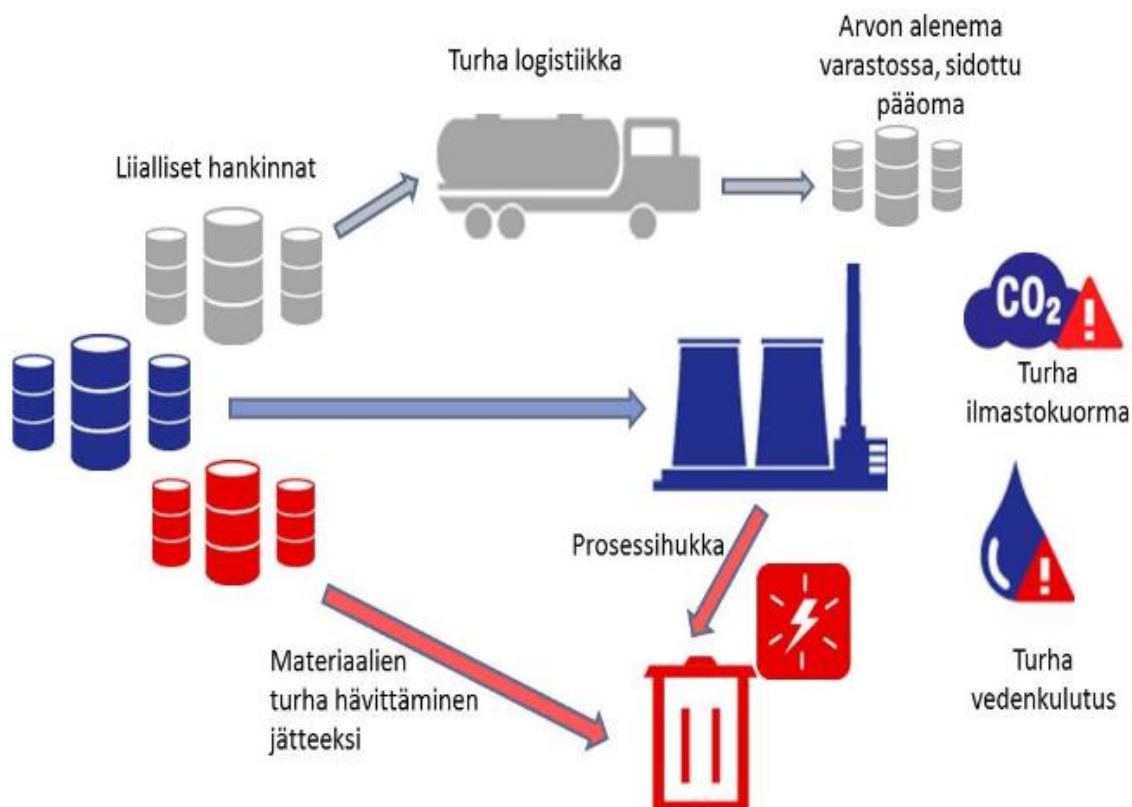 Turha logistiikka
Arvon alenema
varastossa, sidottu
pääoma
Liialliset hankinnat
CO₂
Turha
ilmastokuorma
Prosessihukka
Materiaalien
turha hävittäminen
jätteeksi
Turha
vedenkulutus